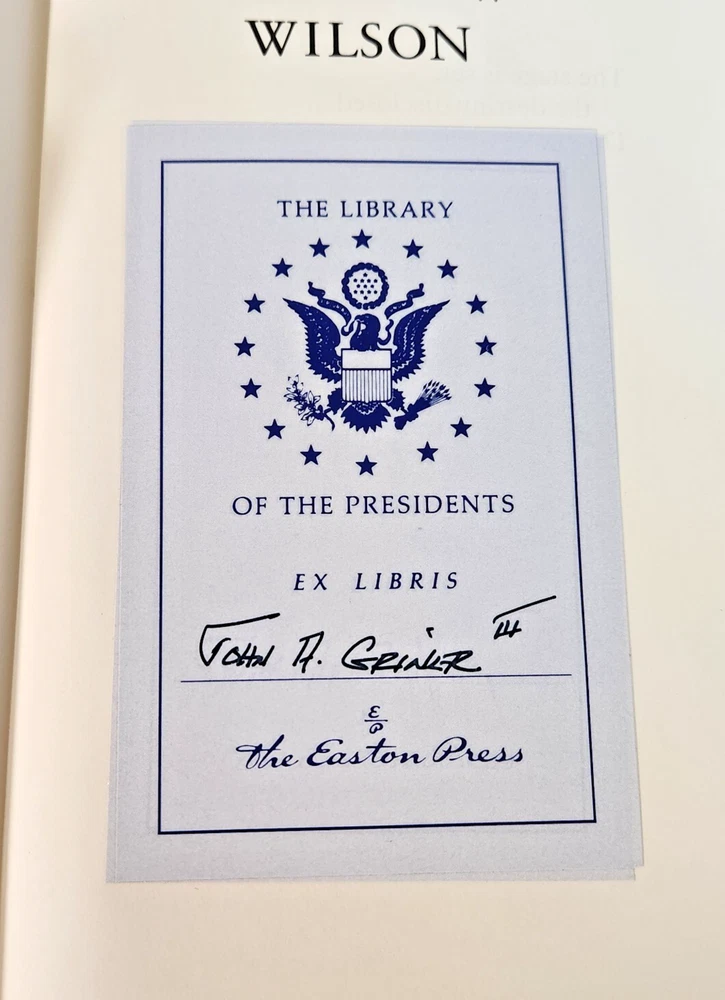 WILSON
THE LIBRARY
OF THE PRESIDENTS
EX LIBRIS
JOHN A. GRINER III
E
P
the Easton Press